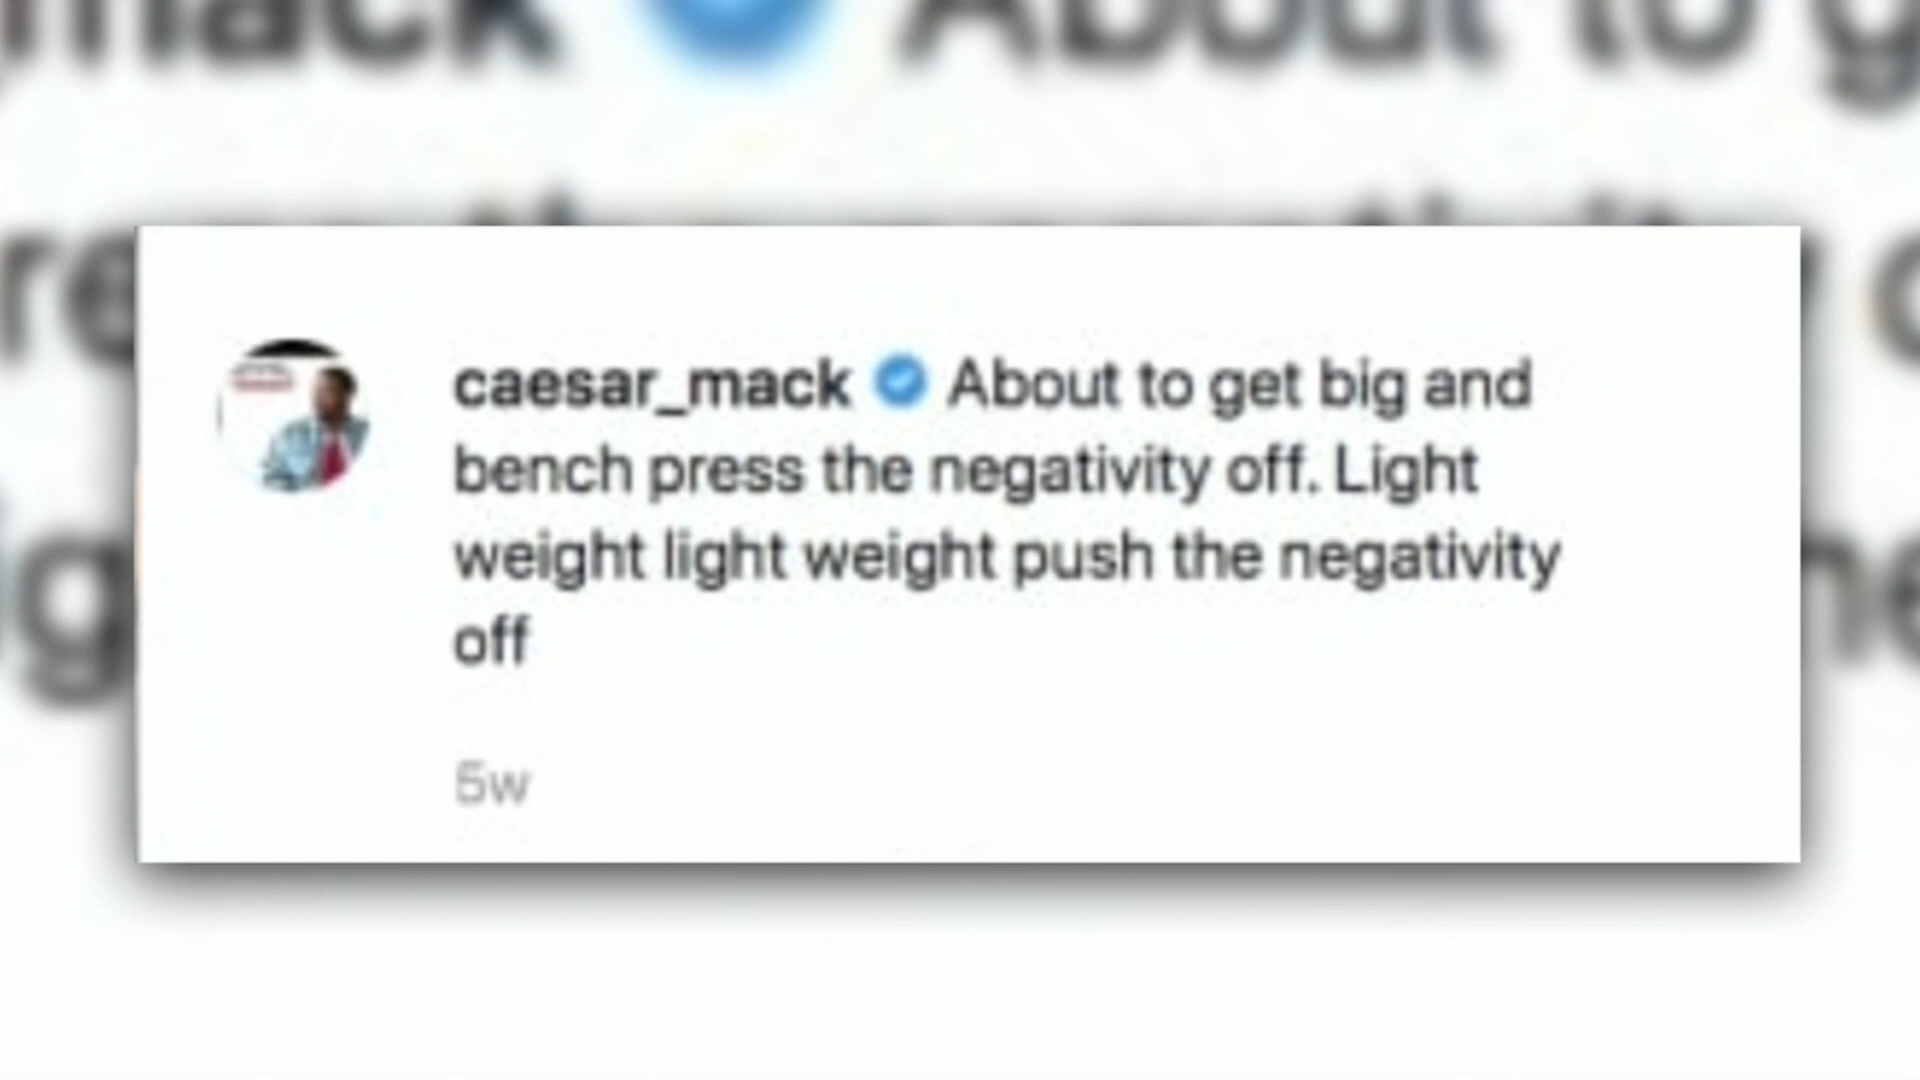 caesar_mack About to get big and
bench press the negativity off. Light
weight light weight push the negativity
off
5w